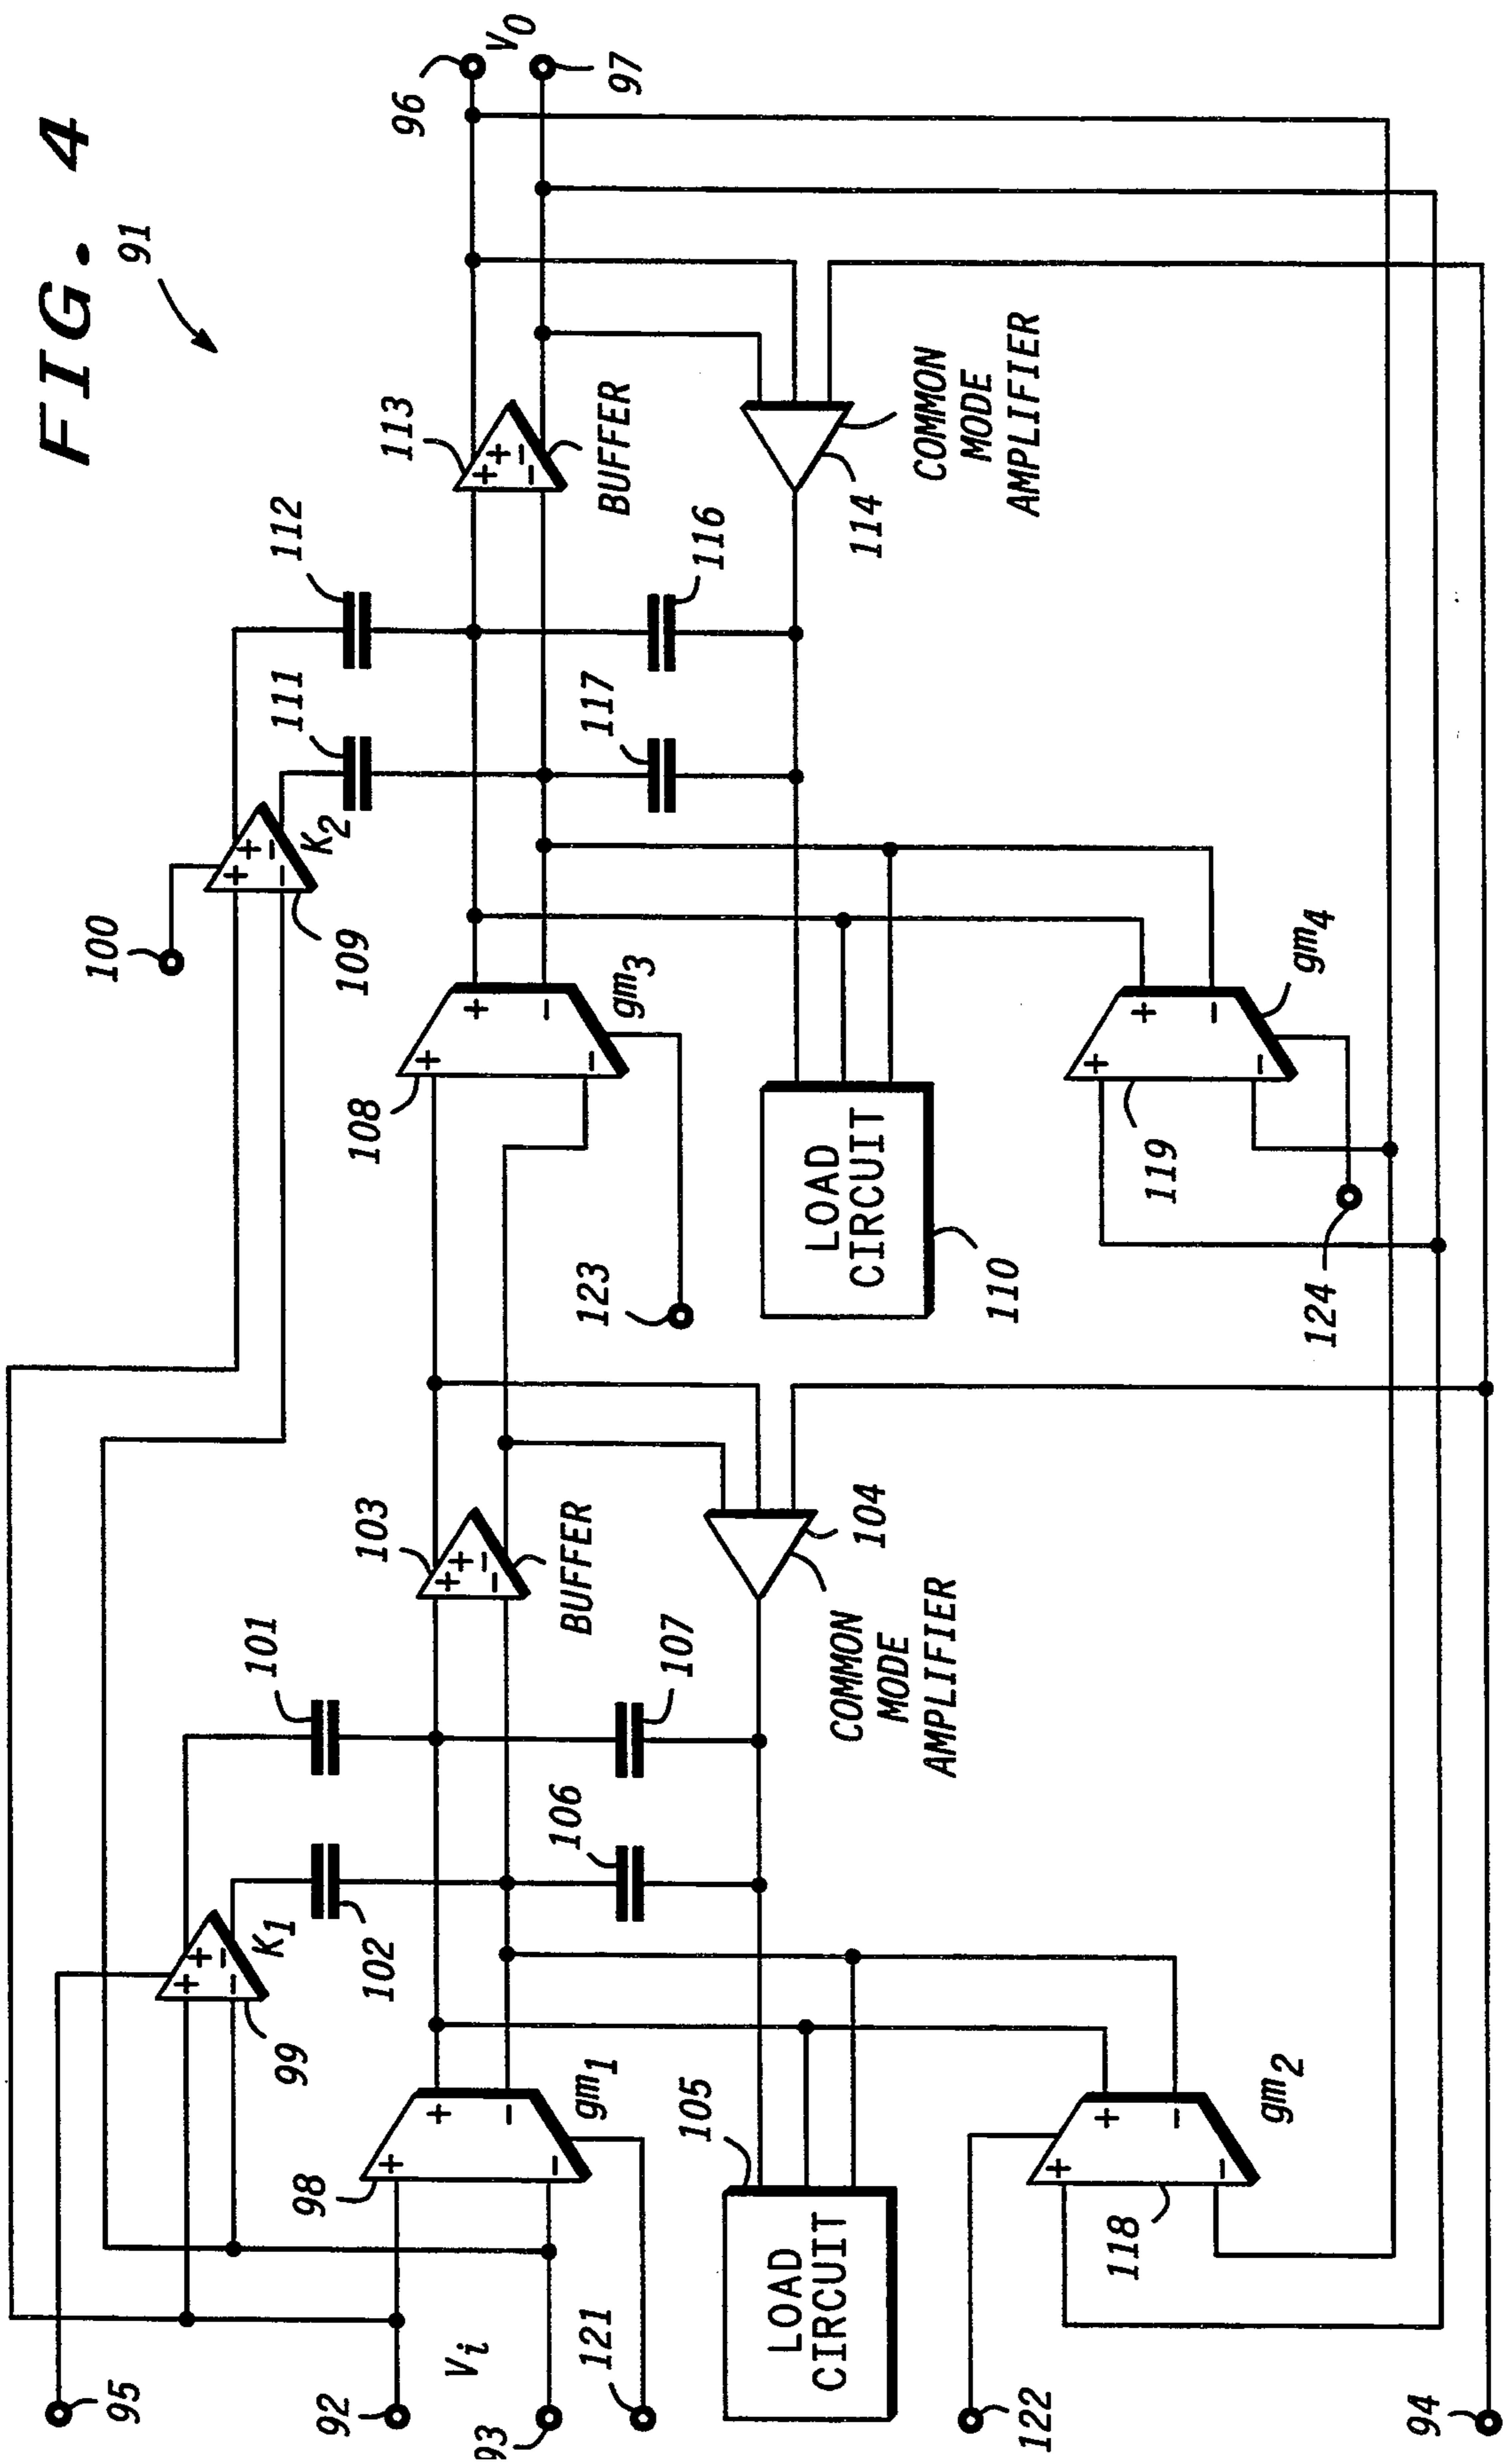 FIG. 4
91
96
V0
97
112
113
BUFFER
111
116
117
114
COMMON
MODE
AMPLIFIER
100
+ + - -
K2
109
+ + - -
gm3
108
+ + - -
123
LOAD
CIRCUIT
110
gm4
119
+ + - -
124
103
+ + - -
BUFFER
104
COMMON
MODE
AMPLIFIER
101
107
106
102
K1
99
+ + - -
gm1
98
+ + - -
105
LOAD
CIRCUIT
gm2
118
+ + - -
95
92
Vi
93
121
122
94